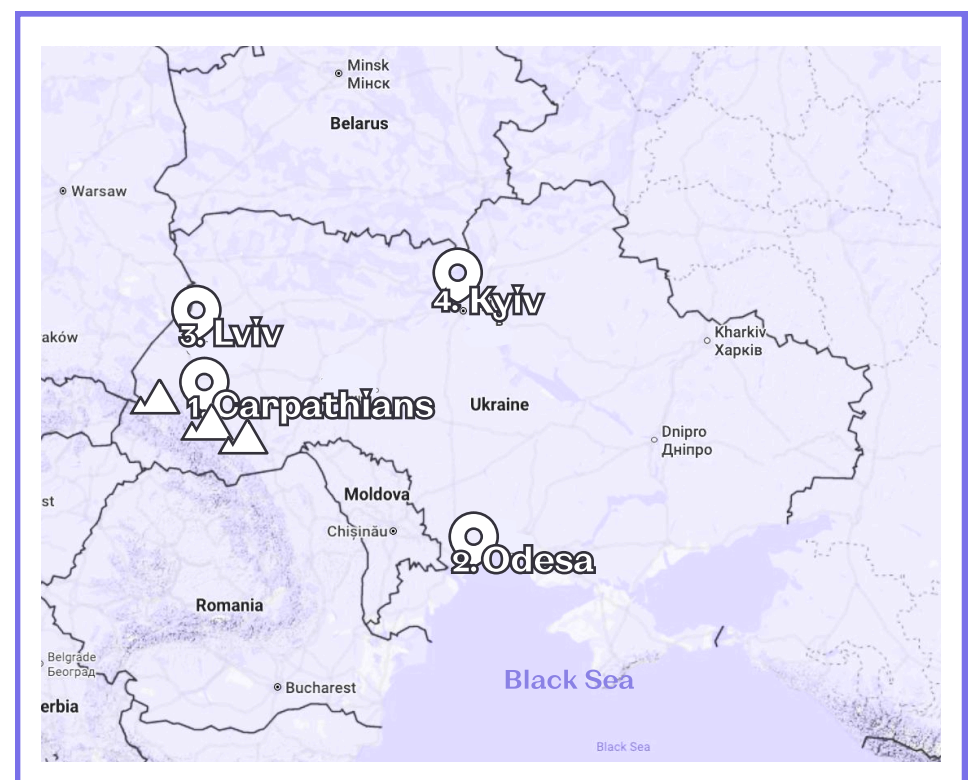 Minsk
Мінск
Belarus
Warsaw
4. Kyiv
3. Lviv
Kharkiv
Харків
aków
1. Carpathians
Ukraine
Dnipro
Дніпро
Moldova
st
Chișinău
2. Odesa
Romania
Belgrade
Београд
Black Sea
Bucharest
erbia
Black Sea